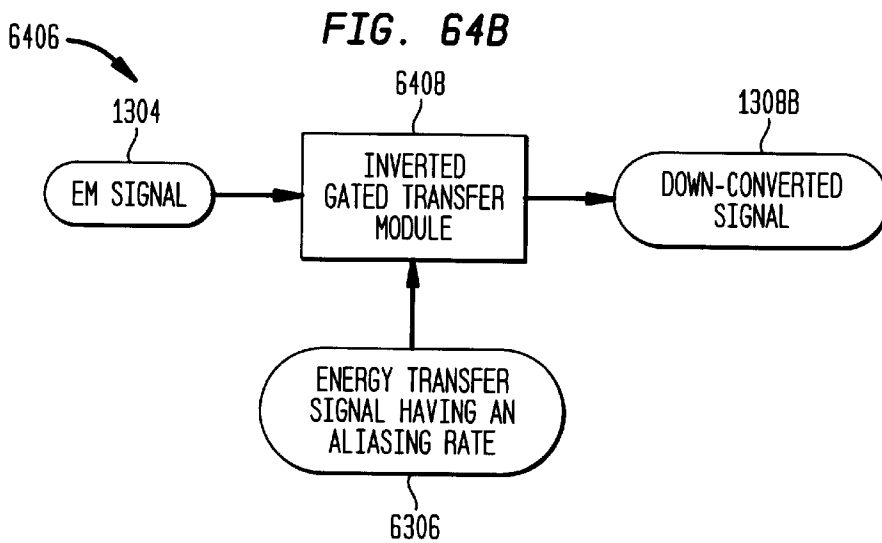 FIG. 64B
6406
1304
6408
1308B
EM SIGNAL
INVERTED
GATED TRANSFER
MODULE
DOWN-CONVERTED
SIGNAL
ENERGY TRANSFER
SIGNAL HAVING AN
ALIASING RATE
6306